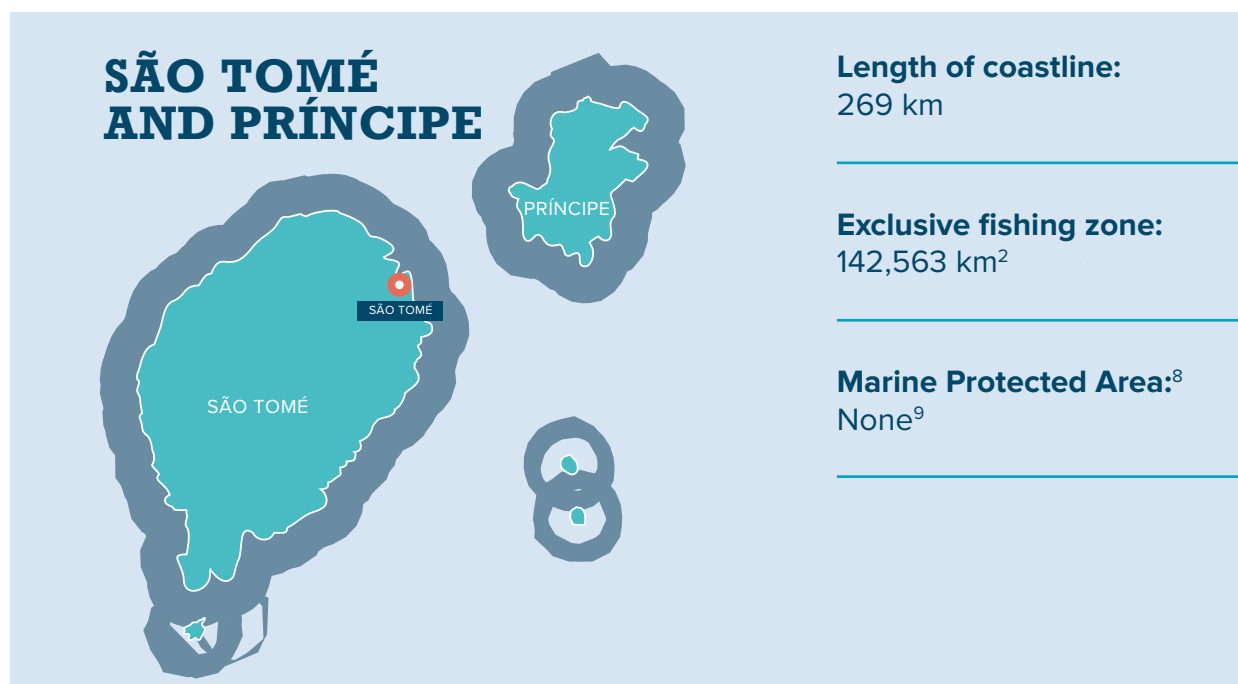 SÃO TOMÉ
AND PRÍNCIPE
PRÍNCIPE
SÃO TOMÉ
SÃO TOMÉ
Length of coastline:
269 km
Exclusive fishing zone:
142,563 km²
Marine Protected Area:⁸
None⁹